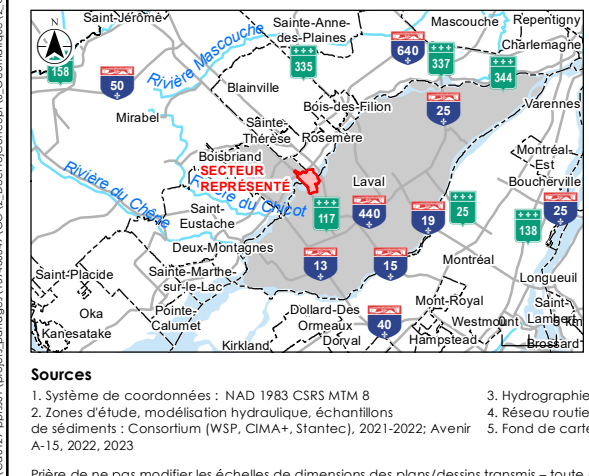 Saint-Jérôme
Sainte-Anne-
des-Plaines
Mascouche
Repentigny
Charlemagne
N
158
50
Rivière Mascouche
335
640
337
344
Blainville
Mirabel
Bois-des-Filion
25
Varennes
Sainte-
Thérèse
Rosemère
Boisbriand
SECTEUR
REPRÉSENTÉ
Laval
Montréal-
Est
Boucherville
Rivière du Chêne
Rivière du Chicot
Saint-
Eustache
117
440
19
25
138
25
Deux-Montagnes
13
15
Montréal
Saint-Placide
Sainte-Marthe-
sur-le-Lac
Longueuil
Oka
Pointe-
Calumet
Dollard-Des
Ormeaux
Mont-Royal
Saint-
Lambert
Kanesatake
40
Westmount
Kirkland
Dorval
Hampstead
Brossard
Sources
1. Système de coordonnées : NAD 1983 CSRS MTM 8
2. Zones d'étude, modélisation hydraulique, échantillons
de sédiments : Consortium (WSP, CIMA+, Stantec), 2021-2022; Avenir
A-15, 2022, 2023
3. Hydrographie
4. Réseau routie
5. Fond de carte
Prière de ne pas modifier les échelles de dimensions des plans/dessins transmis – toute